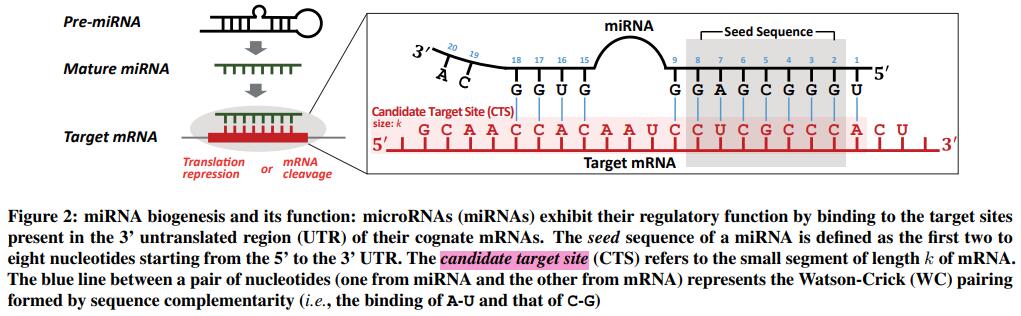 Pre-miRNA
Mature miRNA
Target mRNA
Translation repression or mRNA cleavage
miRNA
Seed Sequence
3' 20 19 18 17 16 15 9 8 7 6 5 4 3 2 1 5'
A C G G U G G G A G C G G G U
Candidate Target Site (CTS)
size: k
G C A A C C A C A A U C C U C G C C C A C U
5' 3'
Target mRNA
Figure 2: miRNA biogenesis and its function: microRNAs (miRNAs) exhibit their regulatory function by binding to the target sites
present in the 3' untranslated region (UTR) of their cognate mRNAs. The seed sequence of a miRNA is defined as the first two to
eight nucleotides starting from the 5' to the 3' UTR. The candidate target site (CTS) refers to the small segment of length k of mRNA.
The blue line between a pair of nucleotides (one from miRNA and the other from mRNA) represents the Watson-Crick (WC) pairing
formed by sequence complementarity (i.e., the binding of A-U and that of C-G)